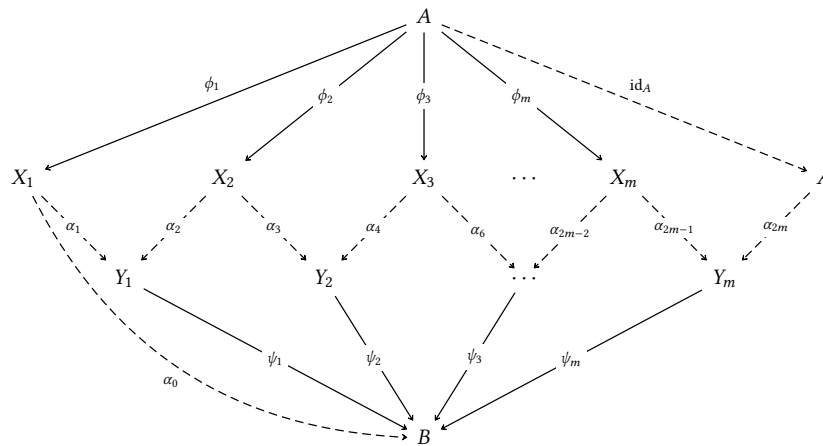 A
ϕ₁ ϕ₂ ϕ₃ ϕₘ id_A
X₁ X₂ X₃ ⋯ Xₘ A
α₁ α₂ α₃ α₄ α₆ α₂ₘ₋₂ α₂ₘ₋₁ α₂ₘ
Y₁ Y₂ ⋯ Yₘ
ψ₁ ψ₂ ψ₃ ψₘ
α₀
B